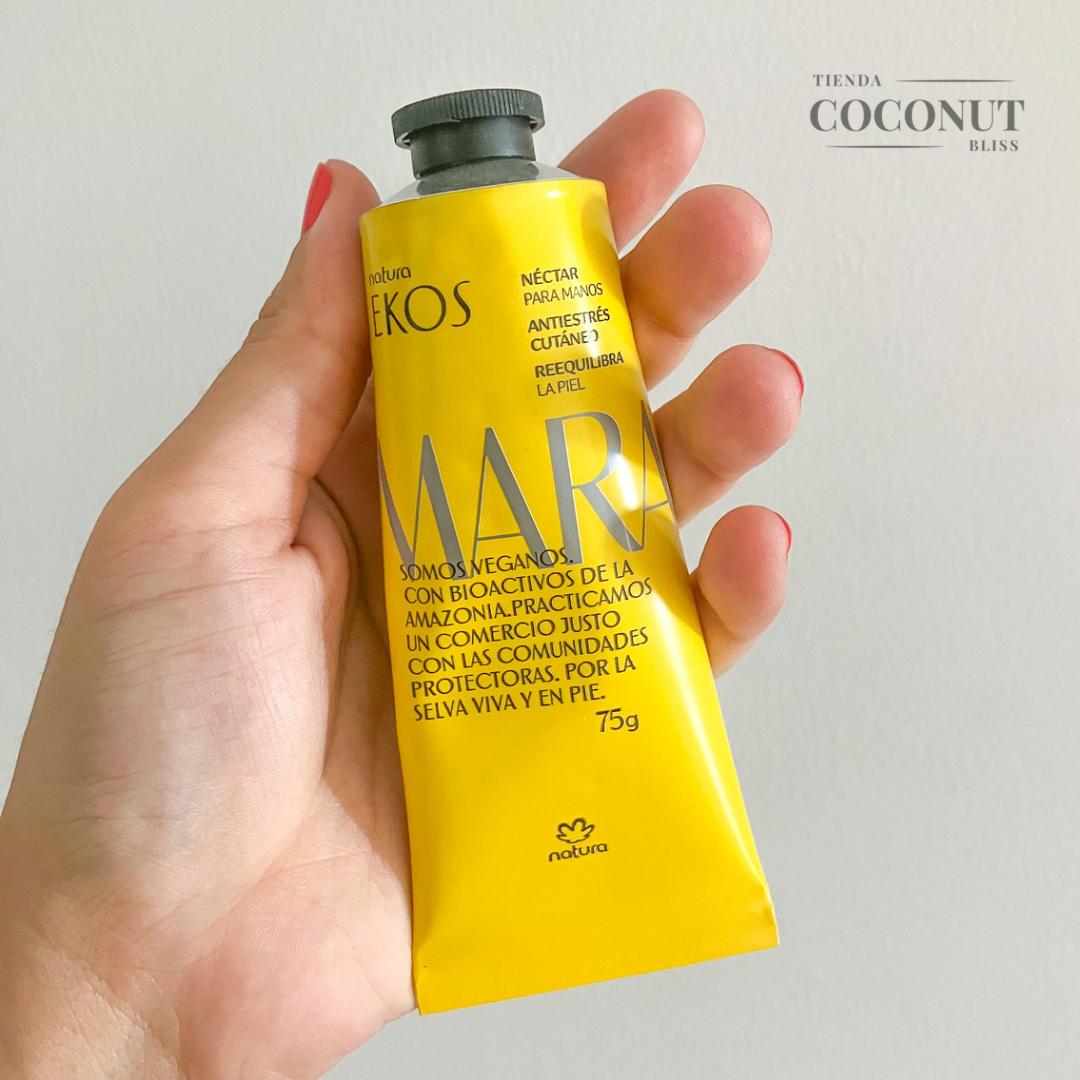 TIENDA
COCONUT
BLISS
natura
EKOS
NÉCTAR
PARA MANOS
ANTIESTRÉS
CUTÁNEO
REEQUILIBRA
LA PIEL
MARA
SOMOS VEGANOS.
CON BIOACTIVOS DE LA
AMAZONIA.PRACTICAMOS
UN COMERCIO JUSTO
CON LAS COMUNIDADES
PROTECTORAS. POR LA
SELVA VIVA Y EN PIE.
75g
natura